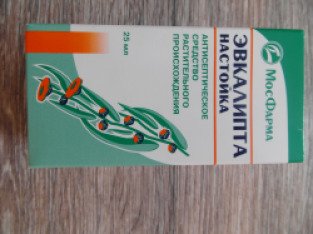 МосФарма
ЭВКАЛИПТА
НАСТОЙКА
АНТИСЕПТИЧЕСКОЕ
СРЕДСТВО
РАСТИТЕЛЬНОГО
ПРОИСХОЖДЕНИЯ
25 мл